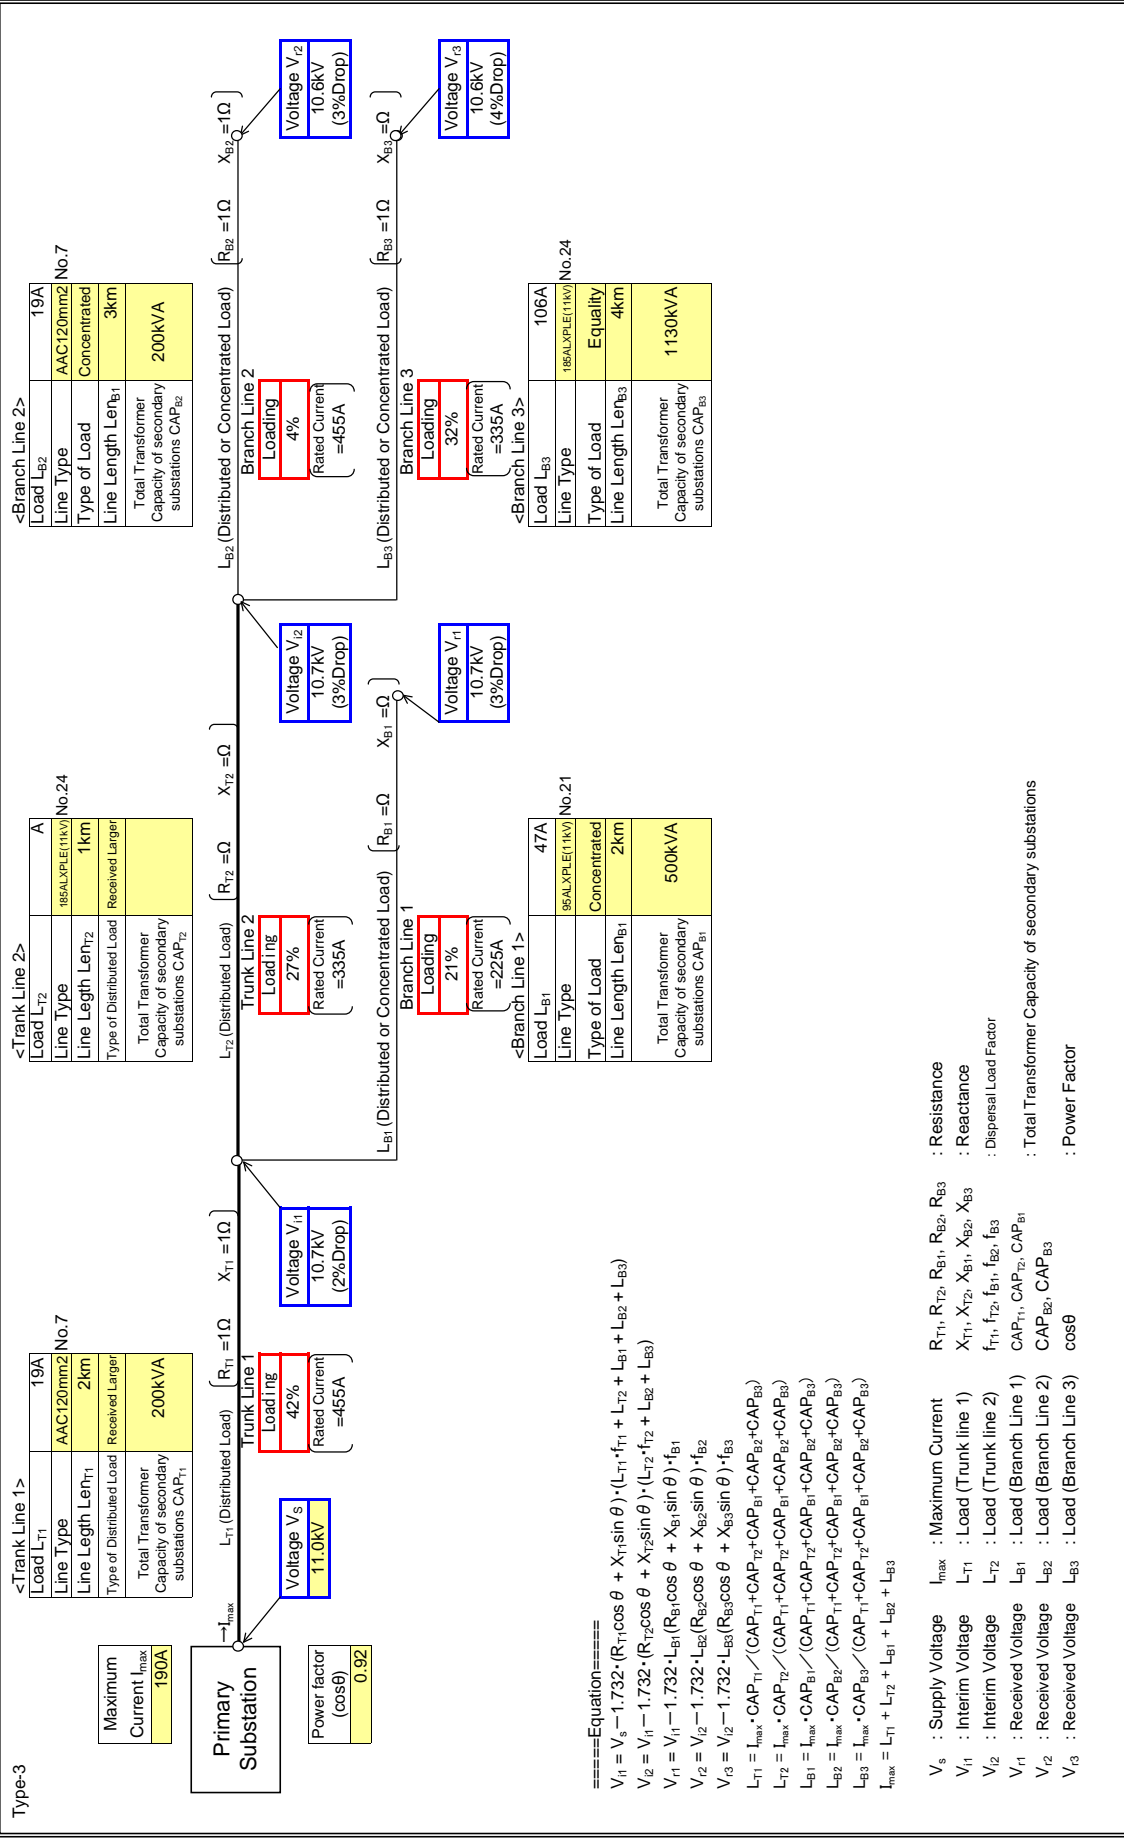 Type-3
Maximum
Current Imax
190A
Primary
Substation
Power factor
(cosθ)
0.92
→Imax
Voltage VS
11.0kV
<Trank Line 1>
Load LT1 19A
Line Type AAC120mm2 No.7
Line Legth LenT1 2km
Type of Distributed Load Received Larger
Total Transformer
Capacity of secondary
substations CAPT1
200kVA
LT1 (Distributed Load) RT1 =1Ω XT1 =1Ω
Trunk Line 1
Loading
42%
Rated Current
=455A
Voltage Vi1
10.7kV
(2%Drop)
<Trank Line 2>
Load LT2 A
Line Type 185ALXPLE(11kV) No.24
Line Legth LenT2 1km
Type of Distributed Load Received Larger
Total Transformer
Capacity of secondary
substations CAPT2
LT2 (Distributed Load) RT2 =Ω XT2 =Ω
Trunk Line 2
Loading
27%
Rated Current
=335A
Voltage Vi2
10.7kV
(3%Drop)
LB1 (Distributed or Concentrated Load) RB1 =Ω XB1 =Ω
Branch Line 1
Loading
21%
Rated Current
=225A
Voltage Vr1
10.7kV
(3%Drop)
<Branch Line 1>
Load LB1 47A
Line Type 95ALXPLE(11kV) No.21
Type of Load Concentrated
Line Length LenB1 2km
Total Transformer
Capacity of secondary
substations CAPB1
500kVA
<Branch Line 2>
Load LB2 19A
Line Type AAC120mm2 No.7
Type of Load Concentrated
Line Length LenB1 3km
Total Transformer
Capacity of secondary
substations CAPB2
200kVA
LB2 (Distributed or Concentrated Load) RB2 =1Ω XB2 =1Ω
Branch Line 2
Loading
4%
Rated Current
=455A
Voltage Vr2
10.6kV
(3%Drop)
LB3 (Distributed or Concentrated Load) RB3 =1Ω XB3 =Ω
Branch Line 3
Loading
32%
Rated Current
=335A
Voltage Vr3
10.6kV
(4%Drop)
<Branch Line 3>
Load LB3 106A
Line Type 185ALXPLE(11kV) No.24
Type of Load Equality
Line Length LenB3 4km
Total Transformer
Capacity of secondary
substations CAPB3
1130kVA
=====Equation=====
Vi1 = Vs－1.732・(RT1cos θ + XT1sin θ)・(LT1・fT1 + LT2 + LB1 + LB2 + LB3)
Vi2 = Vi1－1.732・(RT2cos θ + XT2sin θ)・(LT2・fT2 + LB2 + LB3)
Vr1 = Vi1－1.732・LB1(RB1cos θ + XB1sin θ)・fB1
Vr2 = Vi2－1.732・LB2(RB2cos θ + XB2sin θ)・fB2
Vr3 = Vi2－1.732・LB3(RB3cos θ + XB3sin θ)・fB3
LT1 = Imax・CAPT1／(CAPT1+CAPT2+CAPB1+CAPB2+CAPB3)
LT2 = Imax・CAPT2／(CAPT1+CAPT2+CAPB1+CAPB2+CAPB3)
LB1 = Imax・CAPB1／(CAPT1+CAPT2+CAPB1+CAPB2+CAPB3)
LB2 = Imax・CAPB2／(CAPT1+CAPT2+CAPB1+CAPB2+CAPB3)
LB3 = Imax・CAPB3／(CAPT1+CAPT2+CAPB1+CAPB2+CAPB3)
Imax = LT1 + LT2 + LB1 + LB2 + LB3
Vs : Supply Voltage Imax : Maximum Current RT1, RT2, RB1, RB2, RB3 : Resistance
Vi1 : Interim Voltage LT1 : Load (Trunk line 1) XT1, XT2, XB1, XB2, XB3 : Reactance
Vi2 : Interim Voltage LT2 : Load (Trunk line 2) fT1, fT2, fB1, fB2, fB3 : Dispersal Load Factor
Vr1 : Received Voltage LB1 : Load (Branch Line 1) CAPT1, CAPT2, CAPB1 : Total Transformer Capacity of secondary substations
Vr2 : Received Voltage LB2 : Load (Branch Line 2) CAPB2, CAPB3
Vr3 : Received Voltage LB3 : Load (Branch Line 3) cosθ : Power Factor